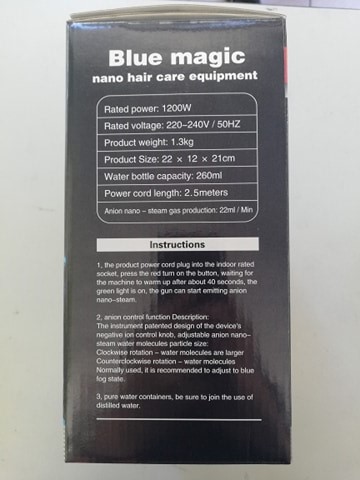 Blue magic
nano hair care equipment
Rated power: 1200W
Rated voltage: 220-240V / 50HZ
Product weight: 1.3kg
Product Size: 22 × 12 × 21cm
Water bottle capacity: 260ml
Power cord length: 2.5meters
Anion nano - steam gas production: 22ml / Min
Instructions
1, the product power cord plug into the indoor rated
socket, press the red turn on the button, waiting for
the machine to warm up after about 40 seconds, the
green light is on, the gun can start emitting anion
nano-steam.
2, anion control function Description:
The instrument patented design of the device's
negative ion control knob, adjustable anion nano-
steam water molecules particle size:
Clockwise rotation - water molecules are larger
Counterclockwise rotation - water molecules
Normally used, it is recommended to adjust to blue
fog state.
3, pure water containers, be sure to join the use of
distilled water.